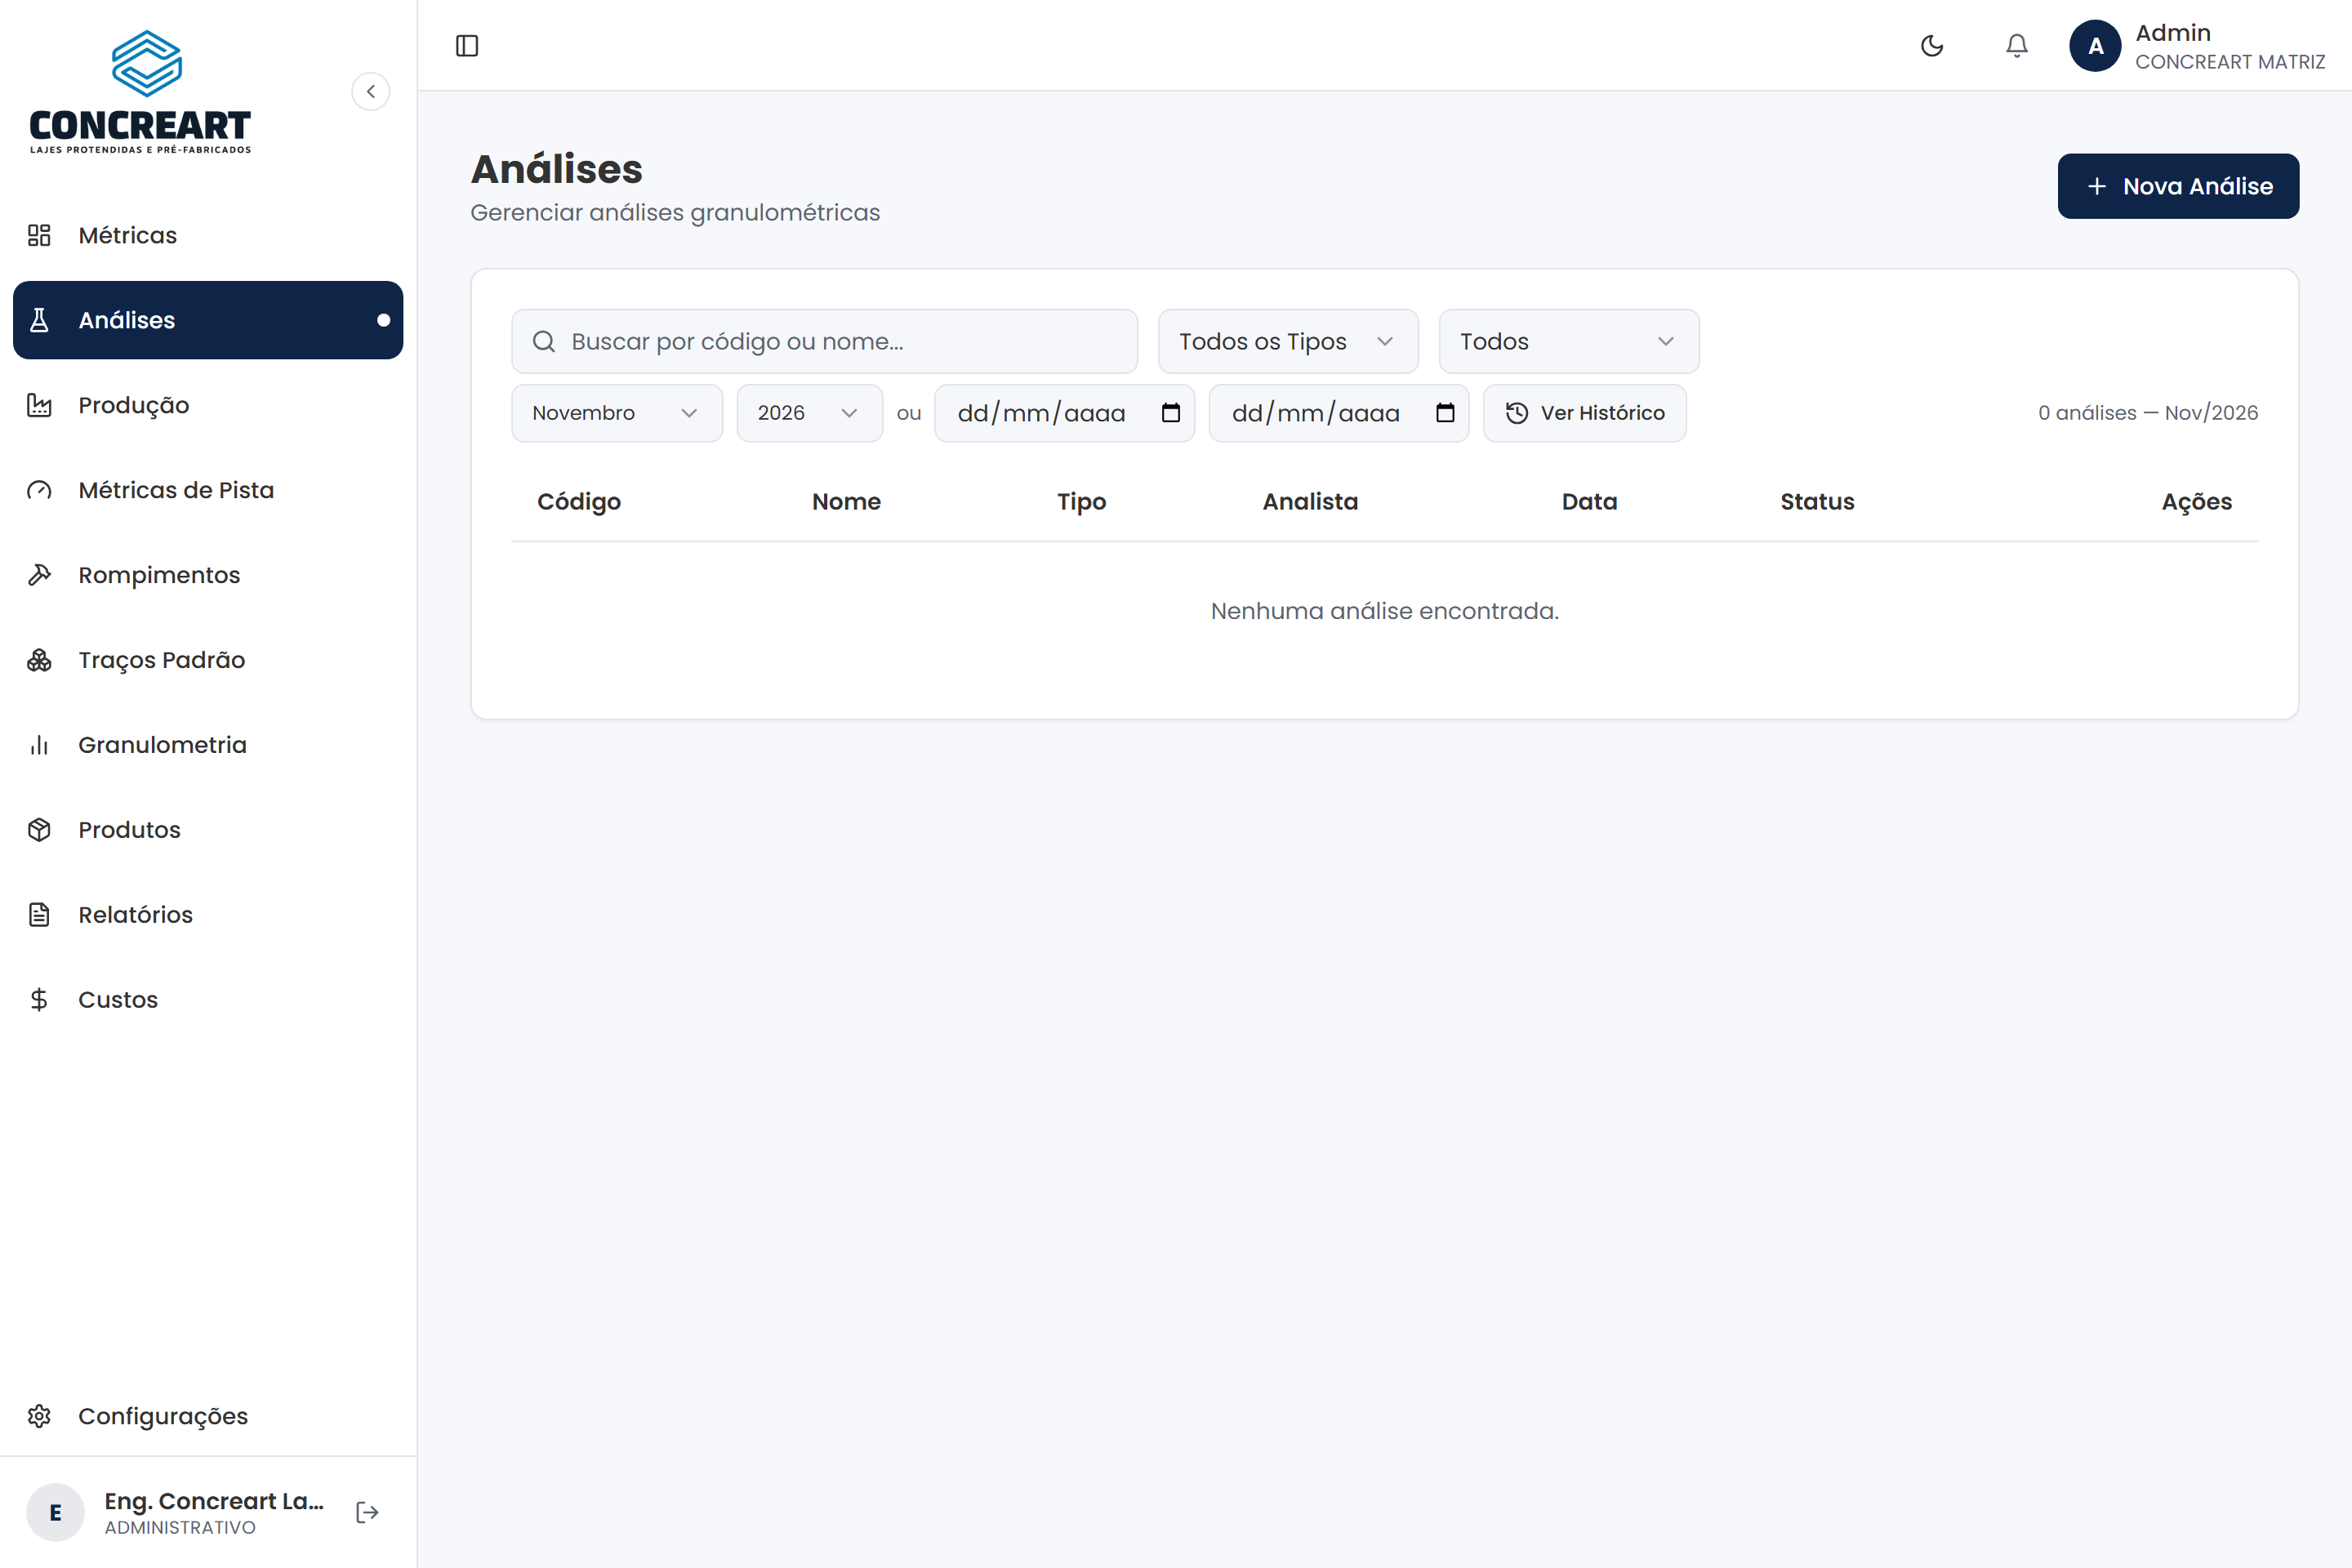 CONCREART
LAJES PROTENDIDAS E PRÉ-FABRICADOS
Métricas
Análises
Produção
Métricas de Pista
Rompimentos
Traços Padrão
Granulometria
Produtos
Relatórios
Custos
Configurações
E
Eng. Concreart La...
ADMINISTRATIVO
A
Admin
CONCREART MATRIZ
Análises
Gerenciar análises granulométricas
Nova Análise
Buscar por código ou nome... Todos os Tipos Todos
Novembro 2026 ou dd/mm/aaaa dd/mm/aaaa Ver Histórico 0 análises — Nov/2026
Código Nome Tipo Analista Data Status Ações
Nenhuma análise encontrada.